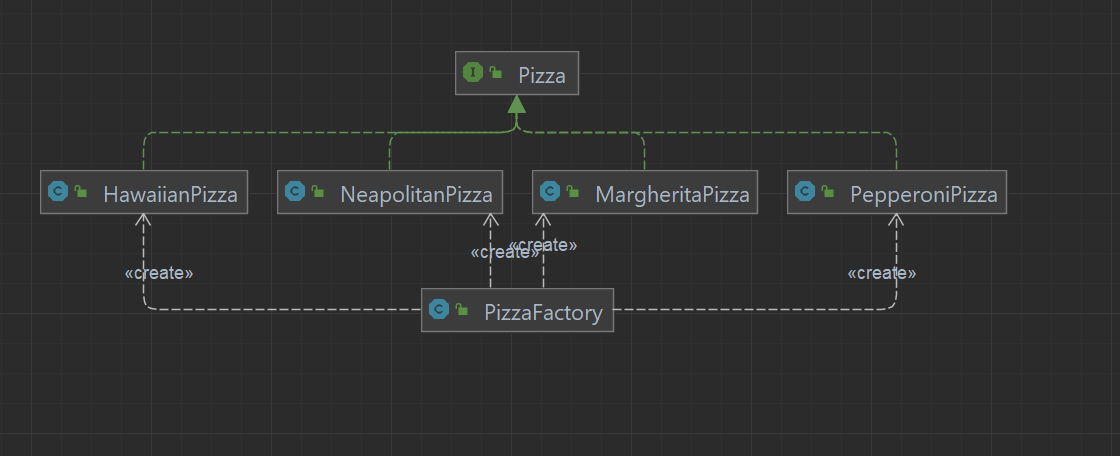 Pizza
HawaiianPizza
NeapolitanPizza
MargheritaPizza
PepperoniPizza
«create»
«create»
«create»
«create»
PizzaFactory